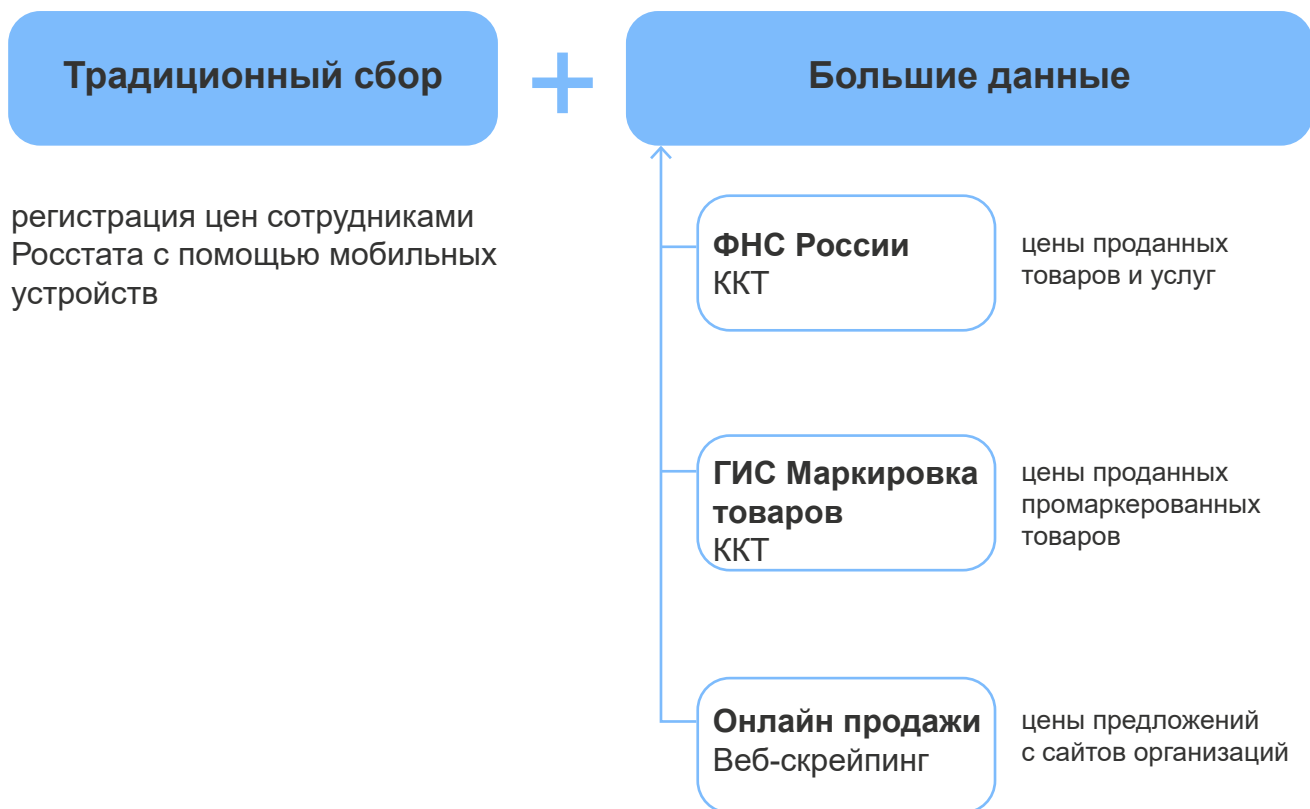 Традиционный сбор
+
Большие данные
регистрация цен сотрудниками
Росстата с помощью мобильных
устройств
ФНС России
ККТ
цены проданных
товаров и услуг
ГИС Маркировка
товаров
ККТ
цены проданных
промаркерованных
товаров
Онлайн продажи
Веб-скрейпинг
цены предложений
с сайтов организаций